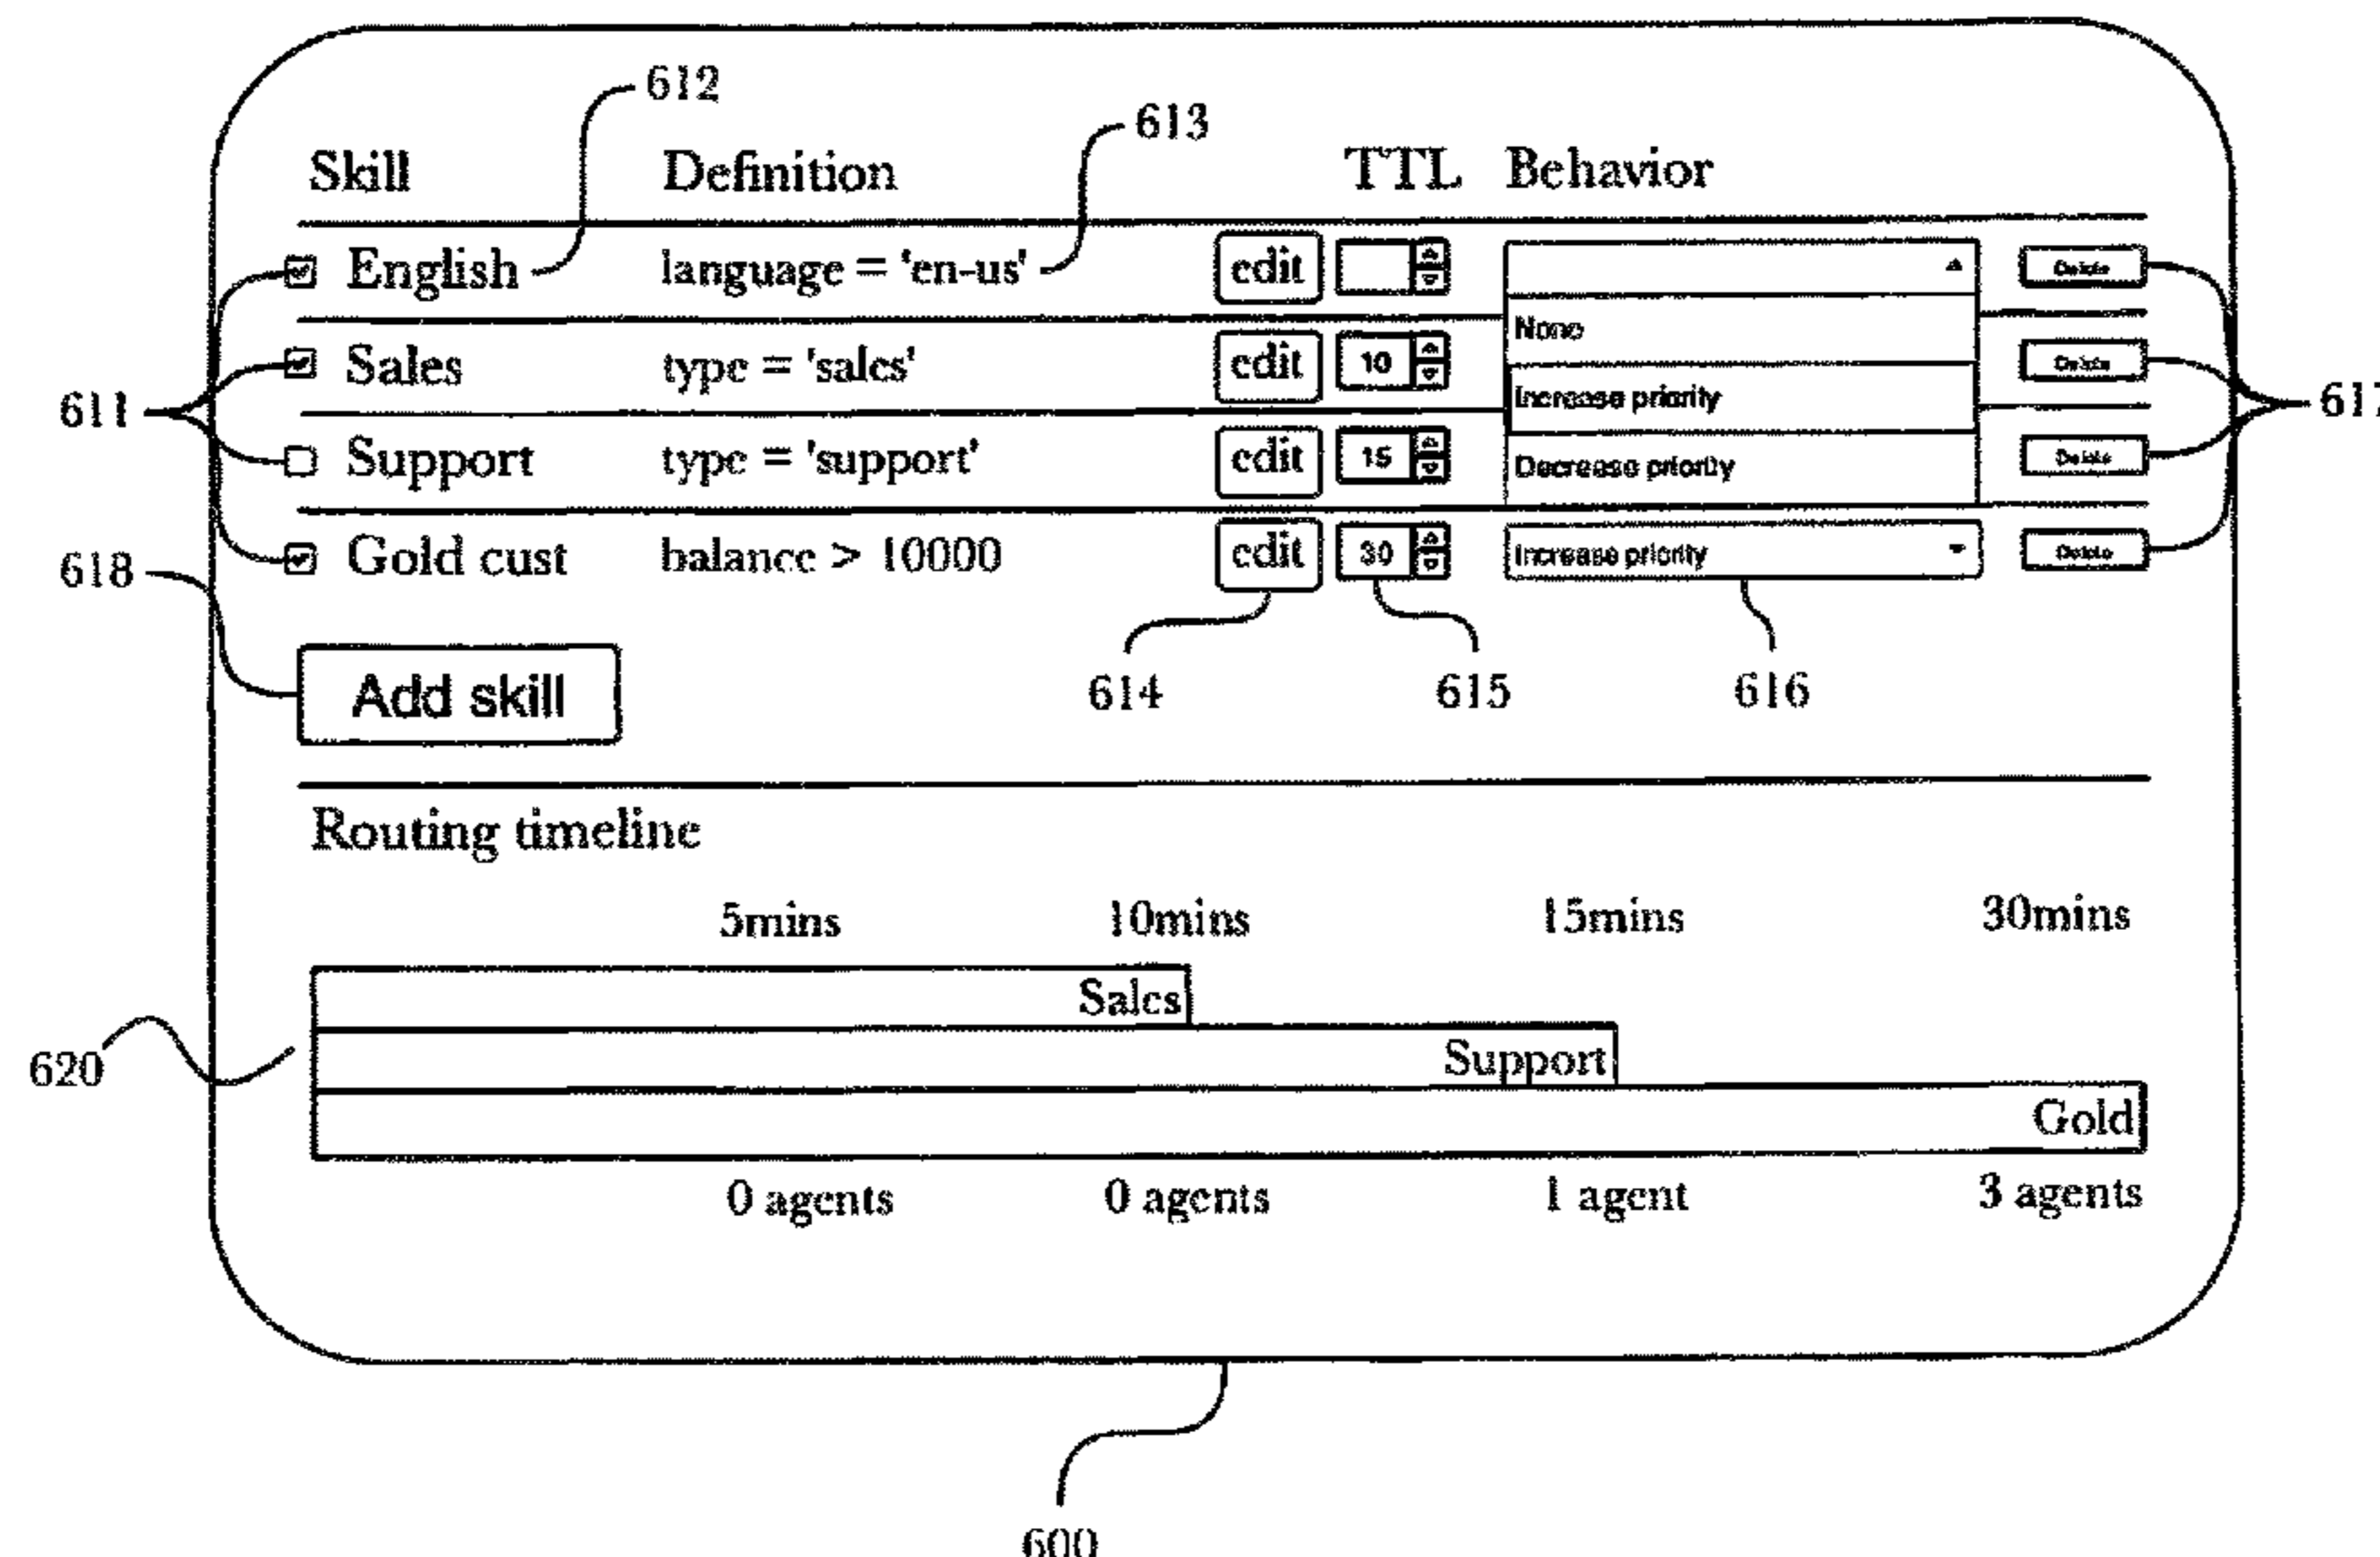 612
613
Skill Definition TTL Behavior
English language = 'en-us' edit Delete
None
Sales type = 'sales' edit 10 Delete
Increase priority
611 617
Support type = 'support' edit 15 Delete
Decrease priority
Gold cust balance > 10000 edit 30 Increase priority Delete
618
Add skill
614 615 616
Routing timeline
5mins 10mins 15mins 30mins
Sales
Support
620
Gold
0 agents 0 agents 1 agent 3 agents
600